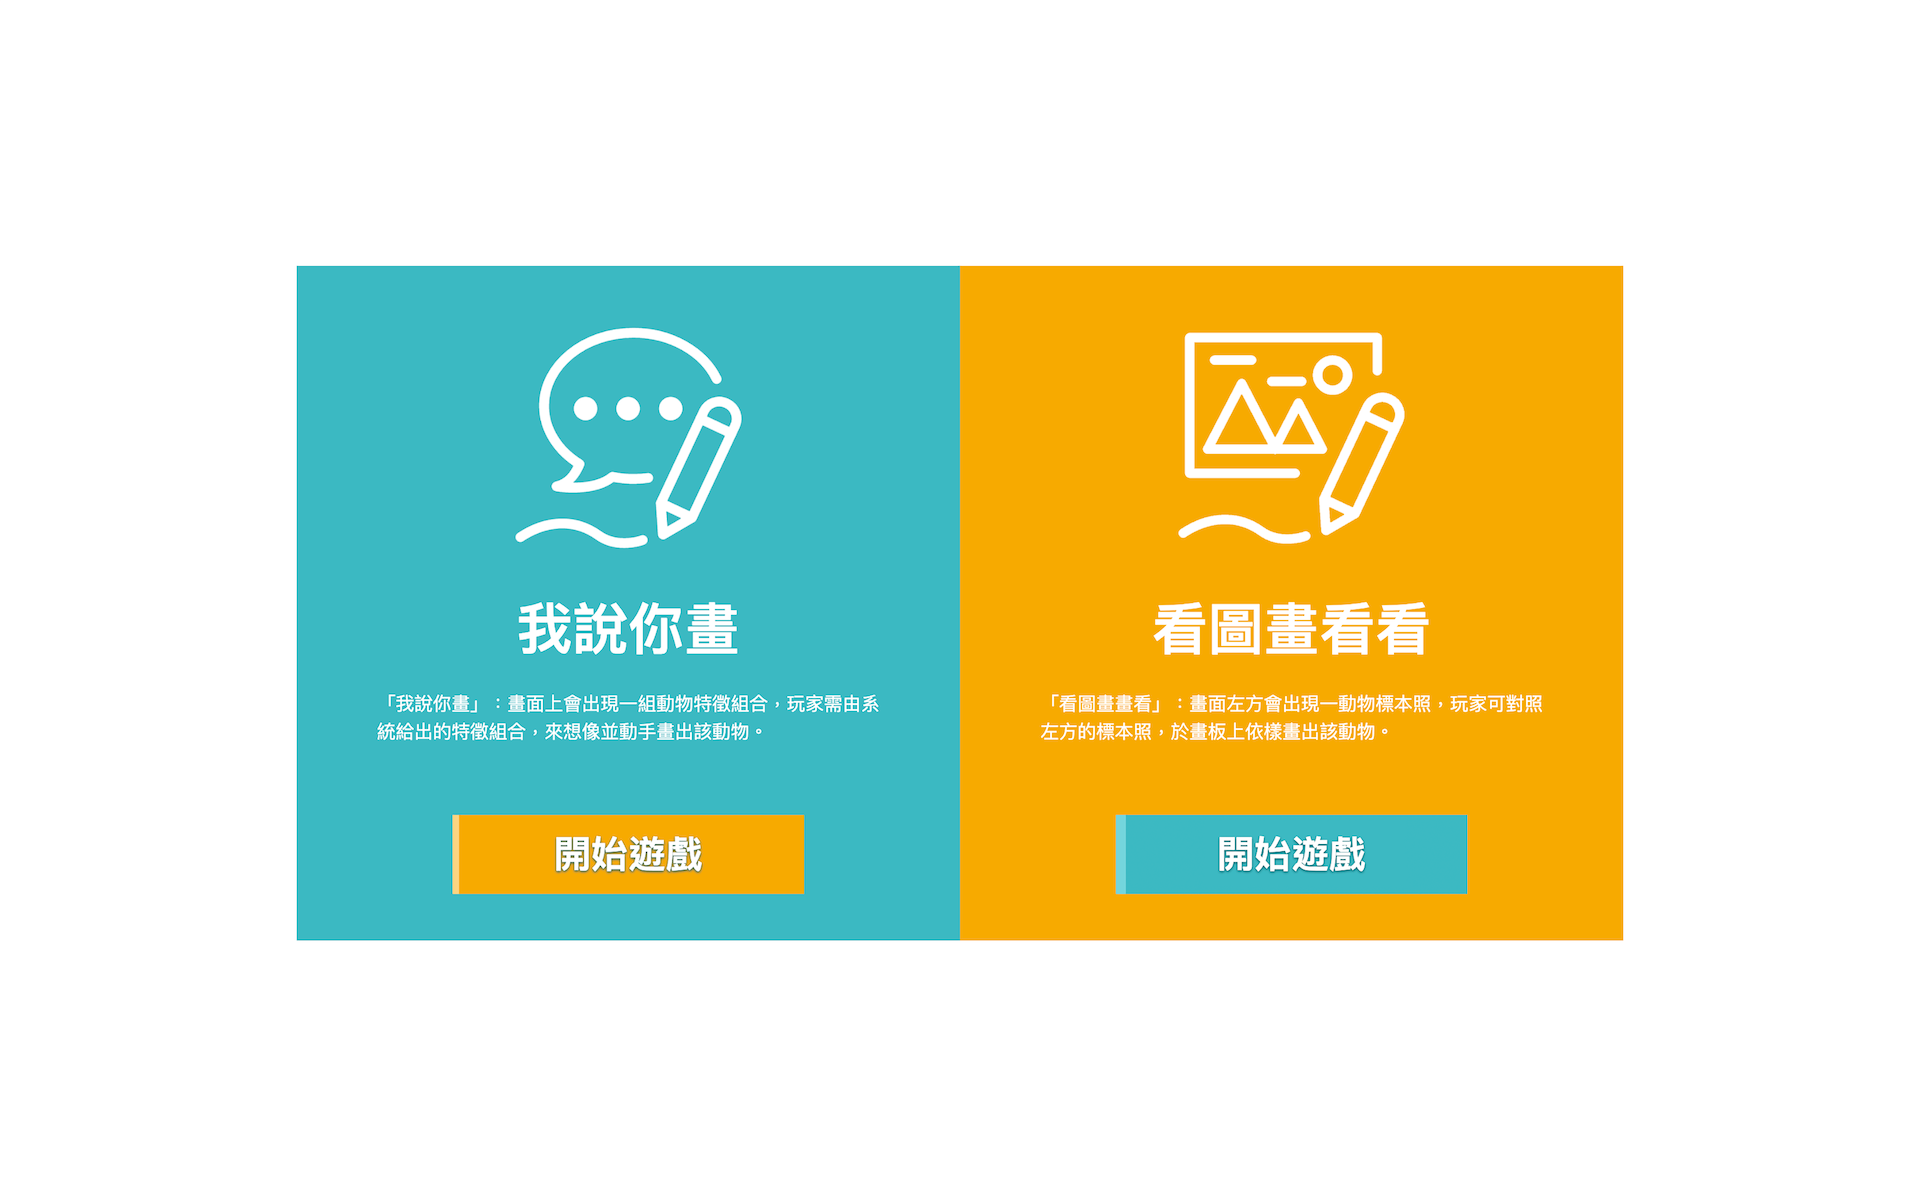 我說你畫
「我說你畫」：畫面上會出現一組動物特徵組合，玩家需由系
統給出的特徵組合，來想像並動手畫出該動物。
開始遊戲
看圖畫看看
「看圖畫畫看」：畫面左方會出現一動物標本照，玩家可對照
左方的標本照，於畫板上依樣畫出該動物。
開始遊戲